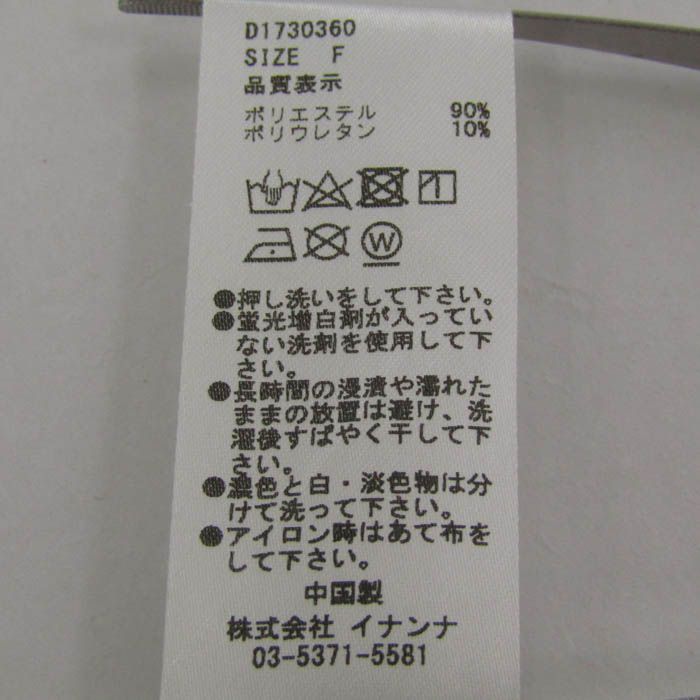 D1730360
SIZE F
品質表示
ポリエステル 90%
ポリウレタン 10%
W
●押し洗いをして下さい。
●蛍光増白剤が入ってい
ない洗剤を使用して下
さい。
●長時間の浸漬や濡れた
ままの放置は避け、洗
濯後すばやく干して下
さい。
●濃色と白・淡色物は分
けて洗って下さい。
●アイロン時はあて布を
して下さい。
中国製
株式会社 イナンナ
03-5371-5581